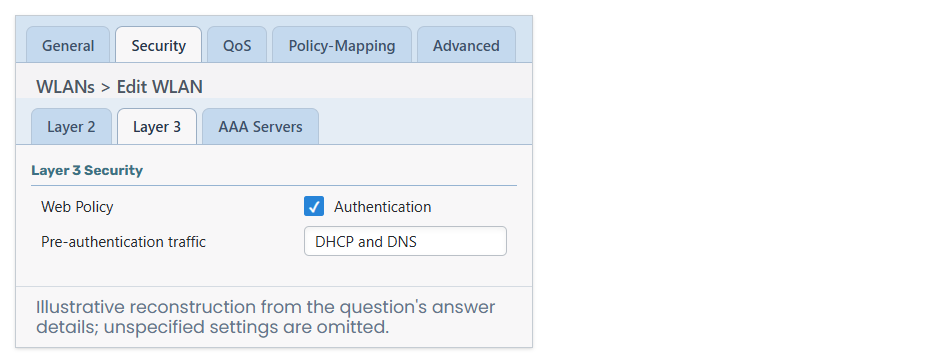 General Security QoS Policy-Mapping Advanced
WLANs > Edit WLAN
Layer 2 Layer 3 AAA Servers
Layer 3 Security
Web Policy Authentication
Pre-authentication traffic DHCP and DNS
Illustrative reconstruction from the question's answer
details; unspecified settings are omitted.